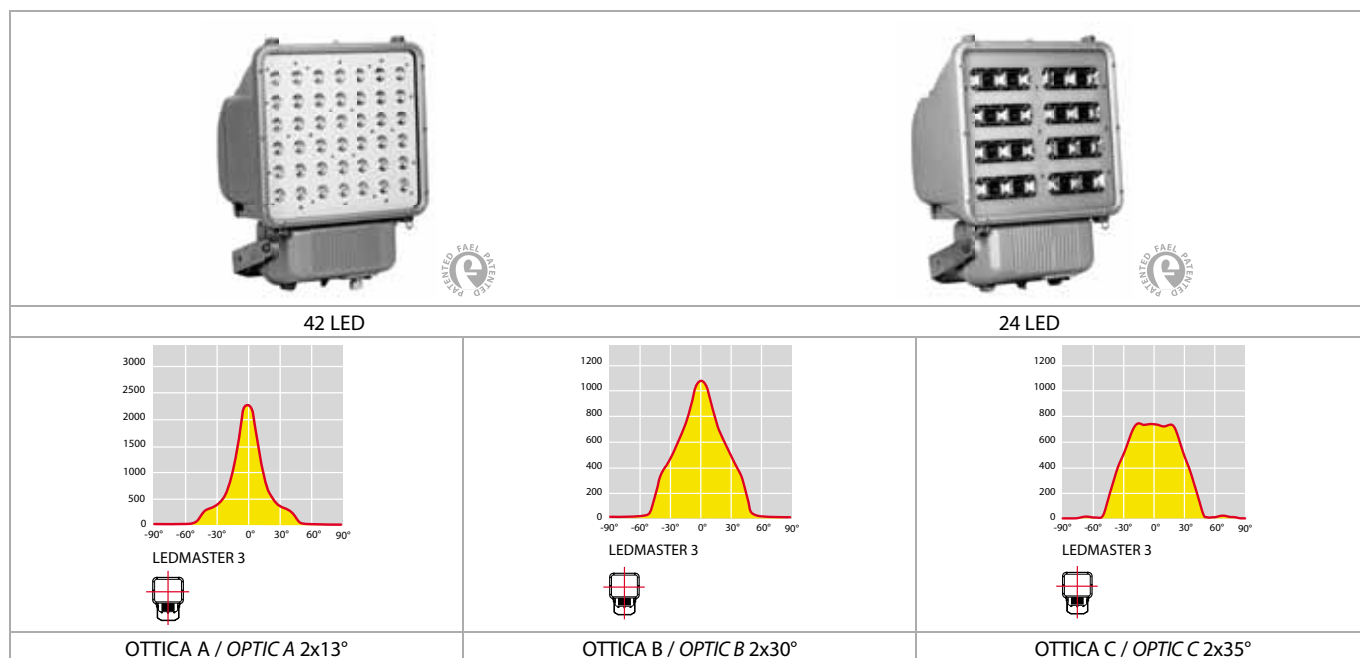 PATENTED FAEL PATENTED
PATENTED FAEL PATENTED
42 LED
24 LED
3000
2500
2000
1500
1000
500
0
-90° -60° -30° 0° 30° 60° 90°
LEDMASTER 3
1200
1000
800
600
400
200
0
-90° -60° -30° 0° 30° 60° 90°
LEDMASTER 3
1200
1000
800
600
400
200
0
-90° -60° -30° 0° 30° 60° 90°
LEDMASTER 3
OTTICA A / OPTIC A 2x13°
OTTICA B / OPTIC B 2x30°
OTTICA C / OPTIC C 2x35°